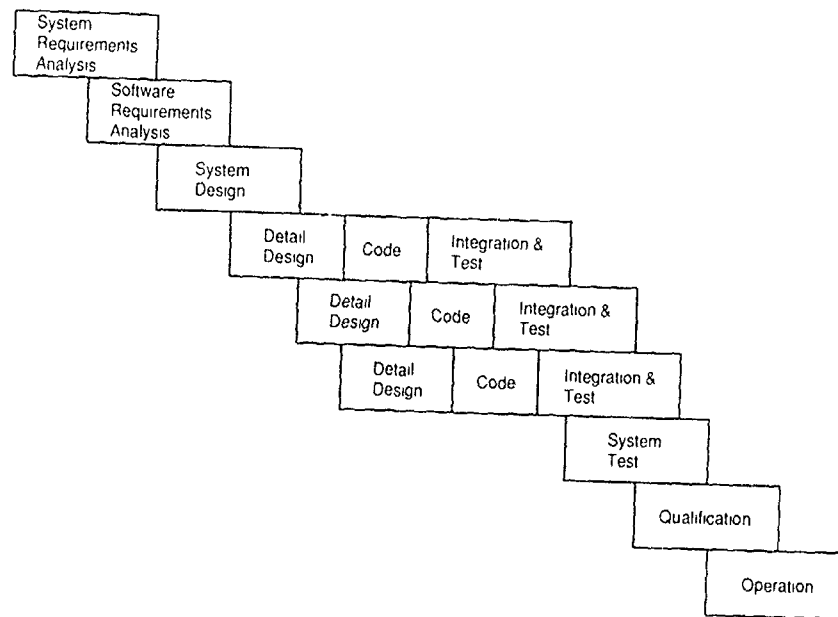 System
Requirements
Analysis
Software
Requirements
Analysis
System
Design
Detail
Design
Code
Integration &
Test
Detail
Design
Code
Integration &
Test
Detail
Design
Code
Integration &
Test
System
Test
Qualification
Operation